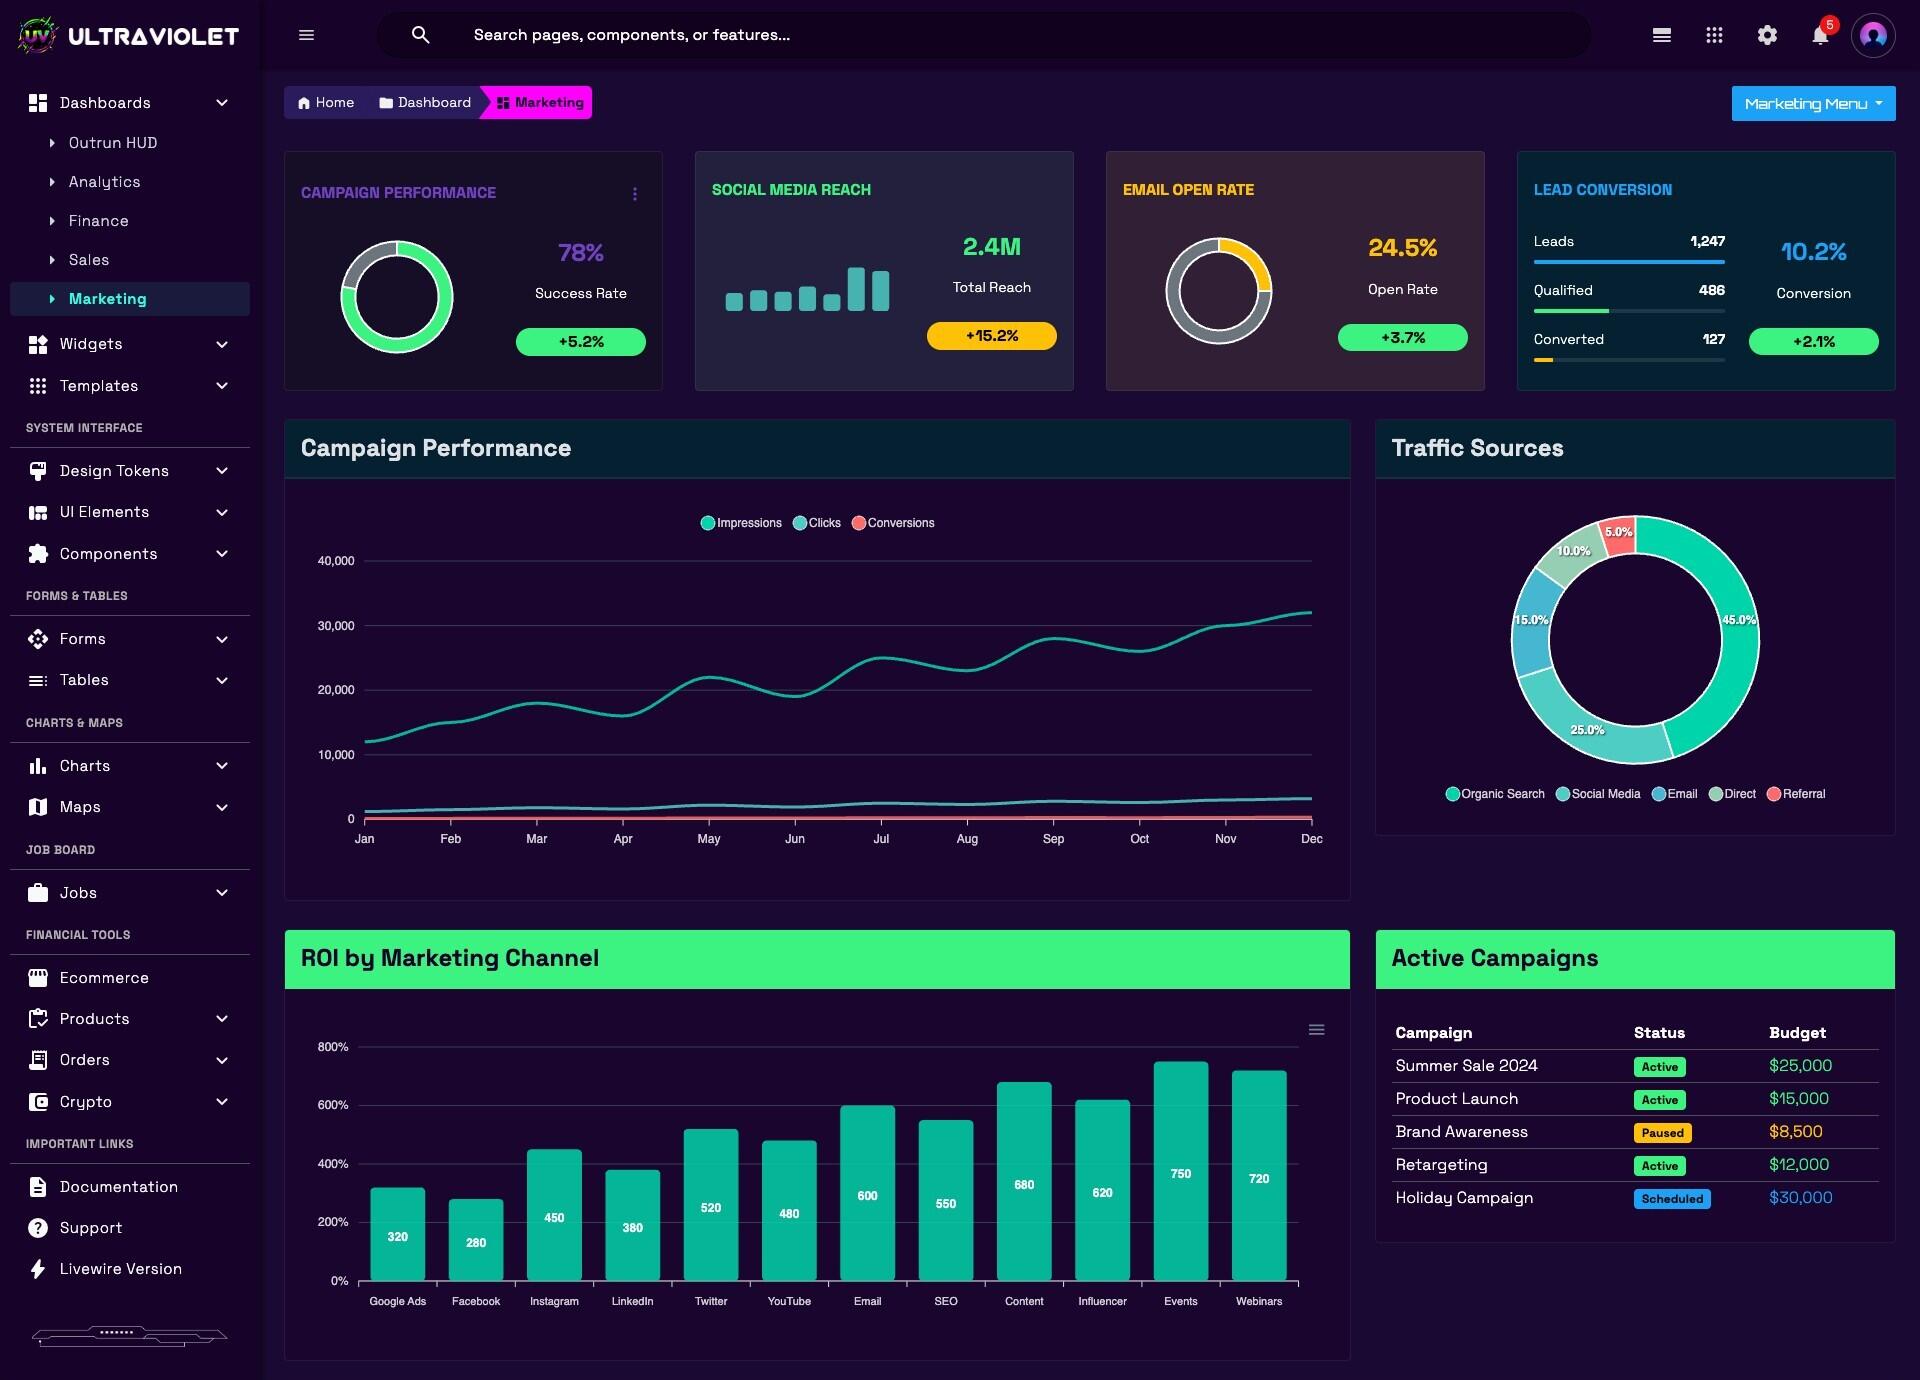 UV ULTRAVIOLET
Search pages, components, or features...
5
Dashboards
Outrun HUD
Analytics
Finance
Sales
Marketing
Widgets
Templates
SYSTEM INTERFACE
Design Tokens
UI Elements
Components
FORMS & TABLES
Forms
Tables
CHARTS & MAPS
Charts
Maps
JOB BOARD
Jobs
FINANCIAL TOOLS
Ecommerce
Products
Orders
Crypto
IMPORTANT LINKS
Documentation
Support
Livewire Version
Home Dashboard Marketing
Marketing Menu
CAMPAIGN PERFORMANCE
78%
Success Rate
+5.2%
SOCIAL MEDIA REACH
2.4M
Total Reach
+15.2%
EMAIL OPEN RATE
24.5%
Open Rate
+3.7%
LEAD CONVERSION
Leads 1,247
Qualified 486
Converted 127
10.2%
Conversion
+2.1%
Campaign Performance
Impressions Clicks Conversions
40,000
30,000
20,000
10,000
0
Jan Feb Mar Apr May Jun Jul Aug Sep Oct Nov Dec
Traffic Sources
5.0%
10.0%
15.0%
45.0%
25.0%
Organic Search Social Media Email Direct Referral
ROI by Marketing Channel
800%
600%
400%
200%
0%
320 280 450 380 520 480 600 550 680 620 750 720
Google Ads Facebook Instagram LinkedIn Twitter YouTube Email SEO Content Influencer Events Webinars
Active Campaigns
Campaign Status Budget
Summer Sale 2024 Active $25,000
Product Launch Active $15,000
Brand Awareness Paused $8,500
Retargeting Active $12,000
Holiday Campaign Scheduled $30,000